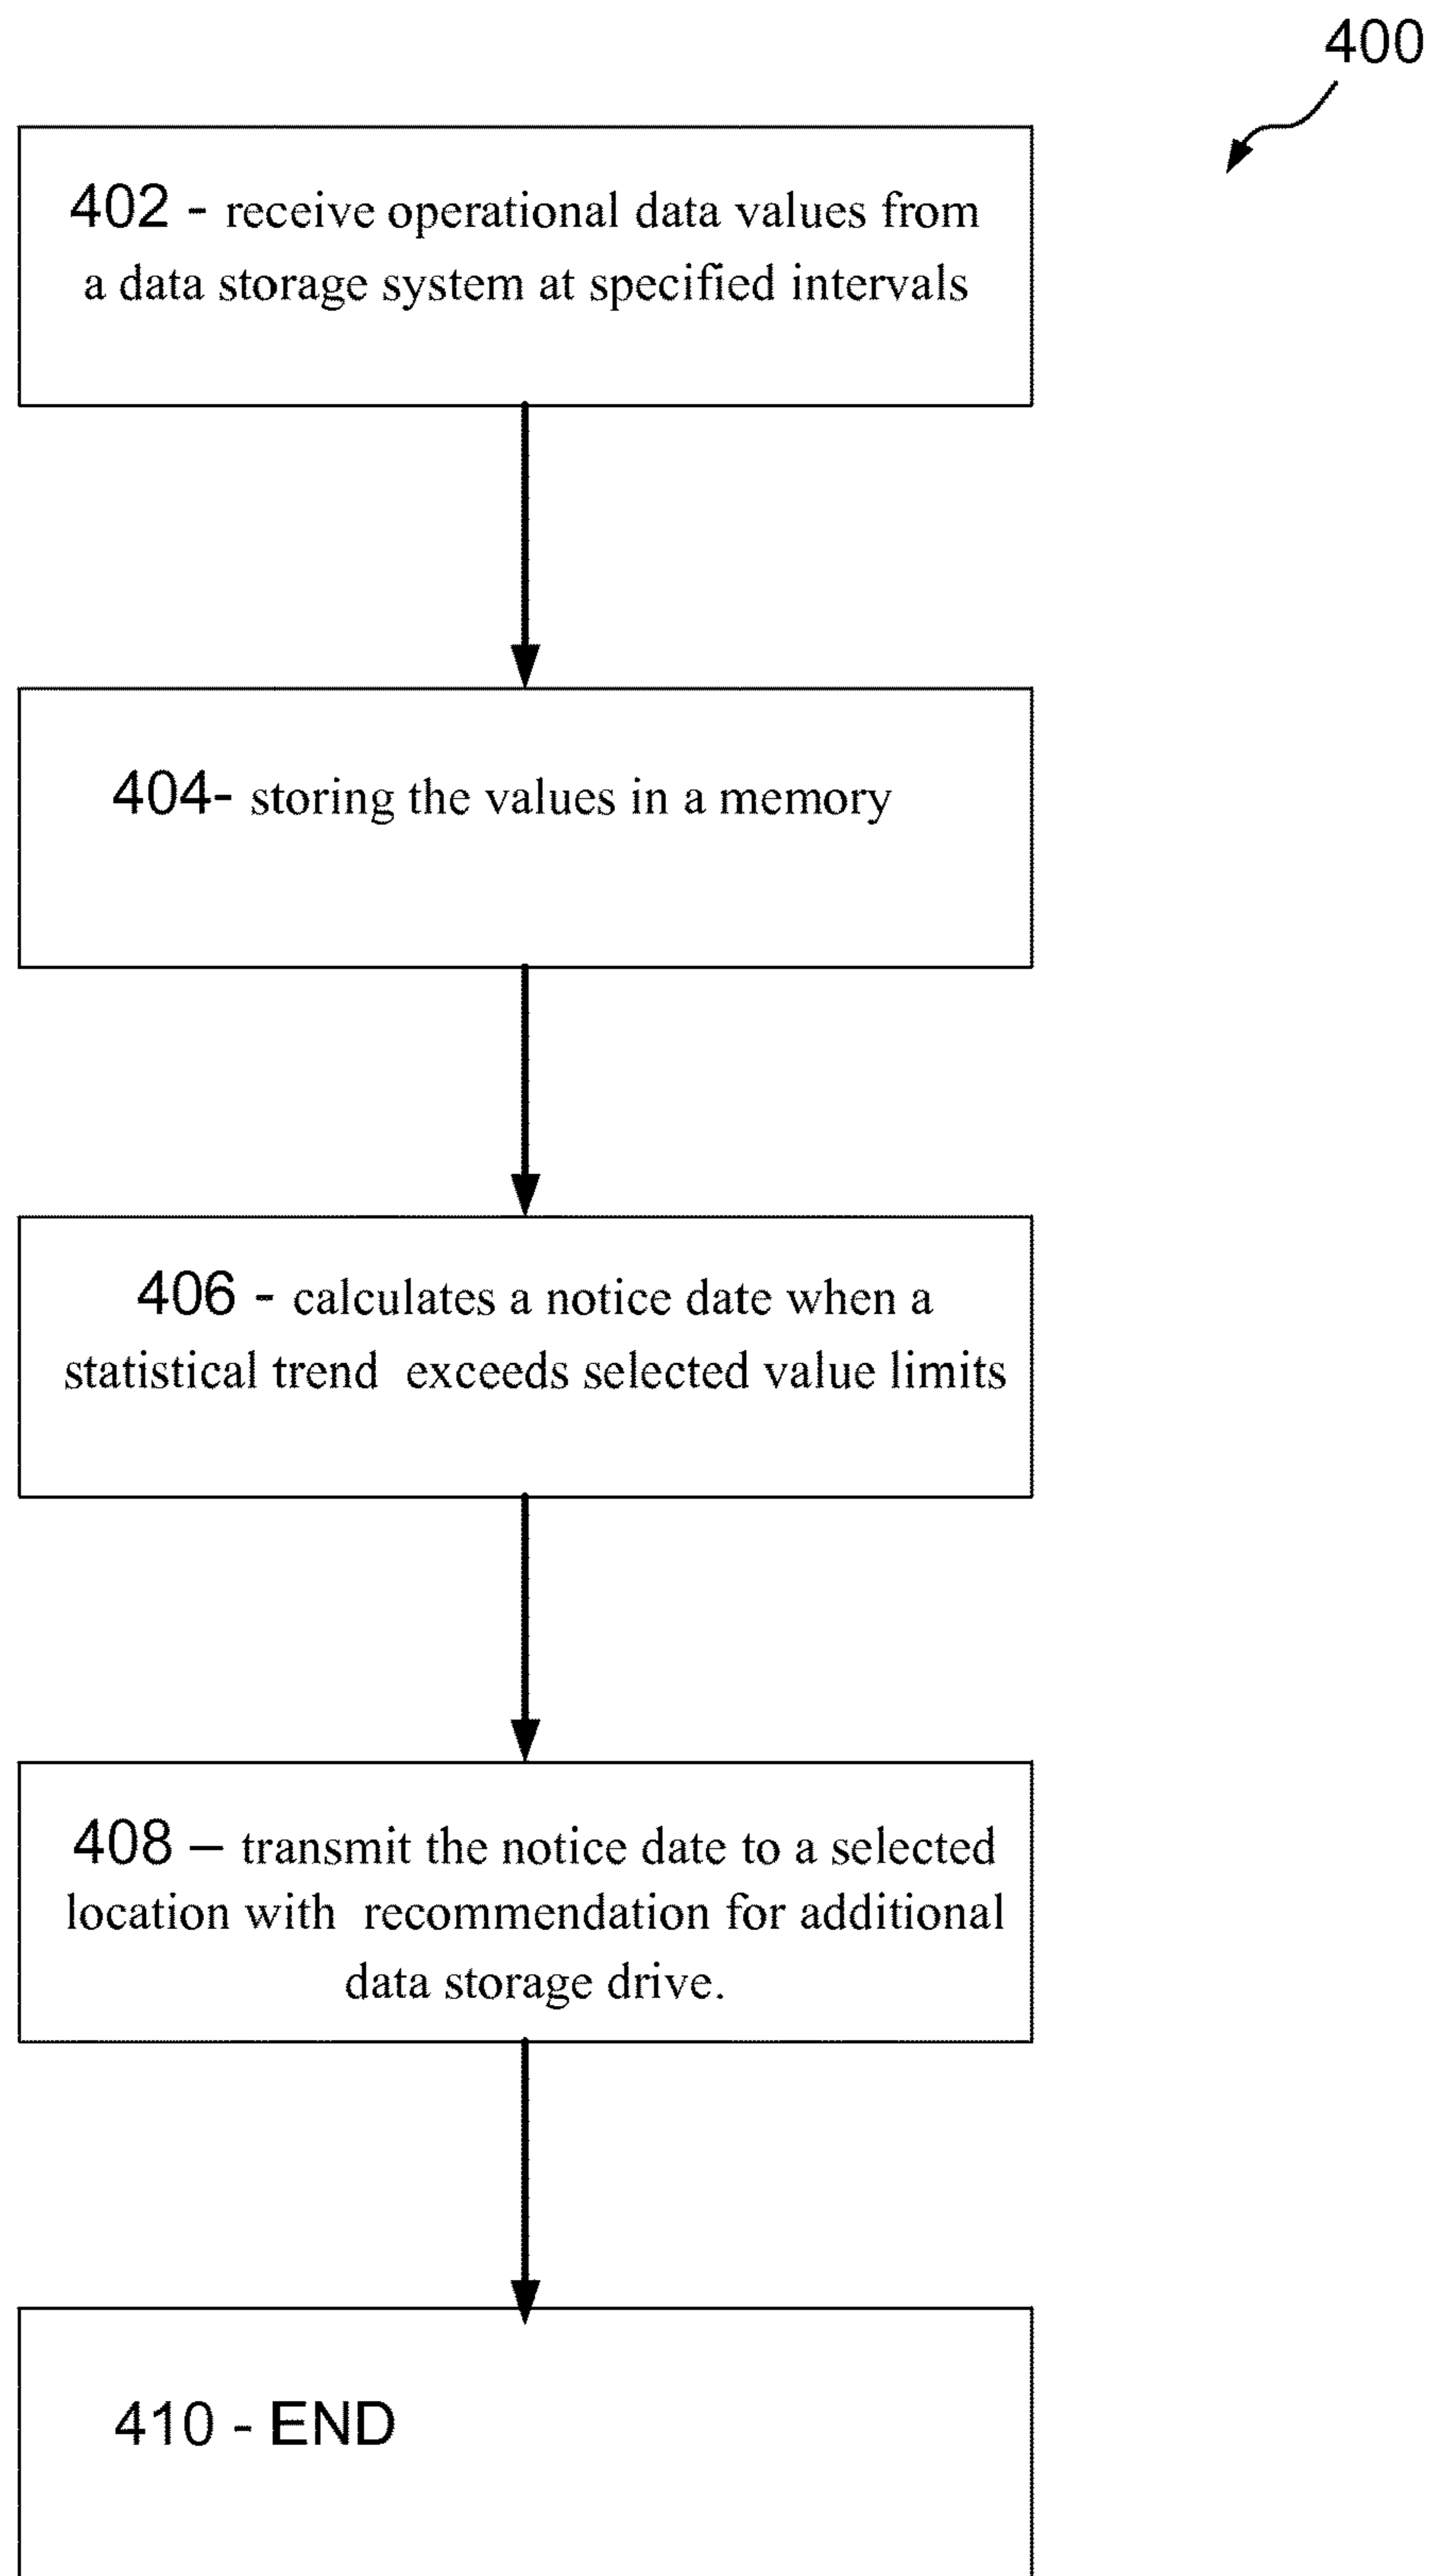 400
402 - receive operational data values from
a data storage system at specified intervals
404- storing the values in a memory
406 - calculates a notice date when a
statistical trend exceeds selected value limits
408 – transmit the notice date to a selected
location with recommendation for additional
data storage drive.
410 - END